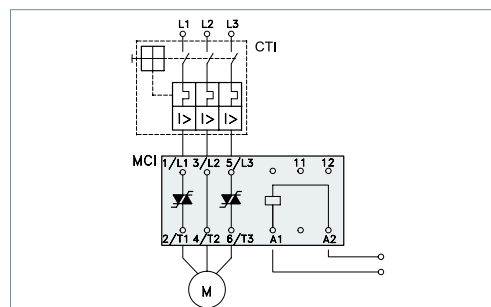 L1 L2 L3
CTI
I> I> I>
MCI
1/L1 3/L2 5/L3 11 12
2/T1 4/T2 6/T3 A1 A2
M